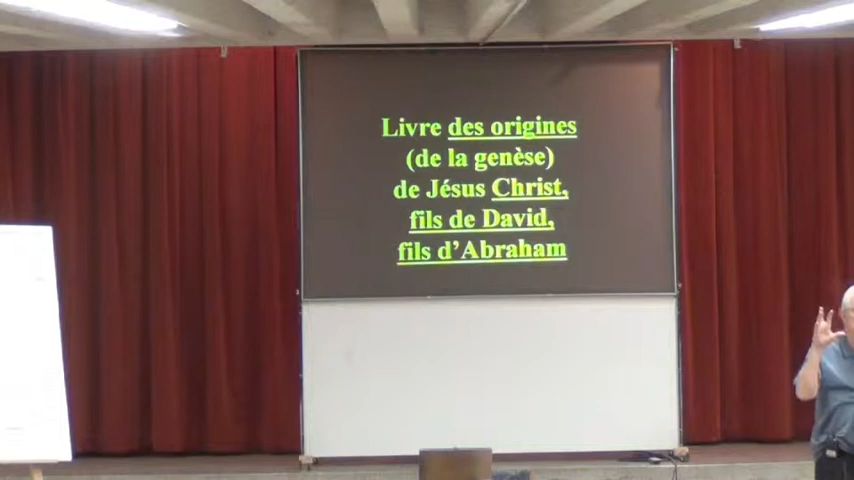 Livre des origines
(de la genèse)
de Jésus Christ,
fils de David,
fils d'Abraham